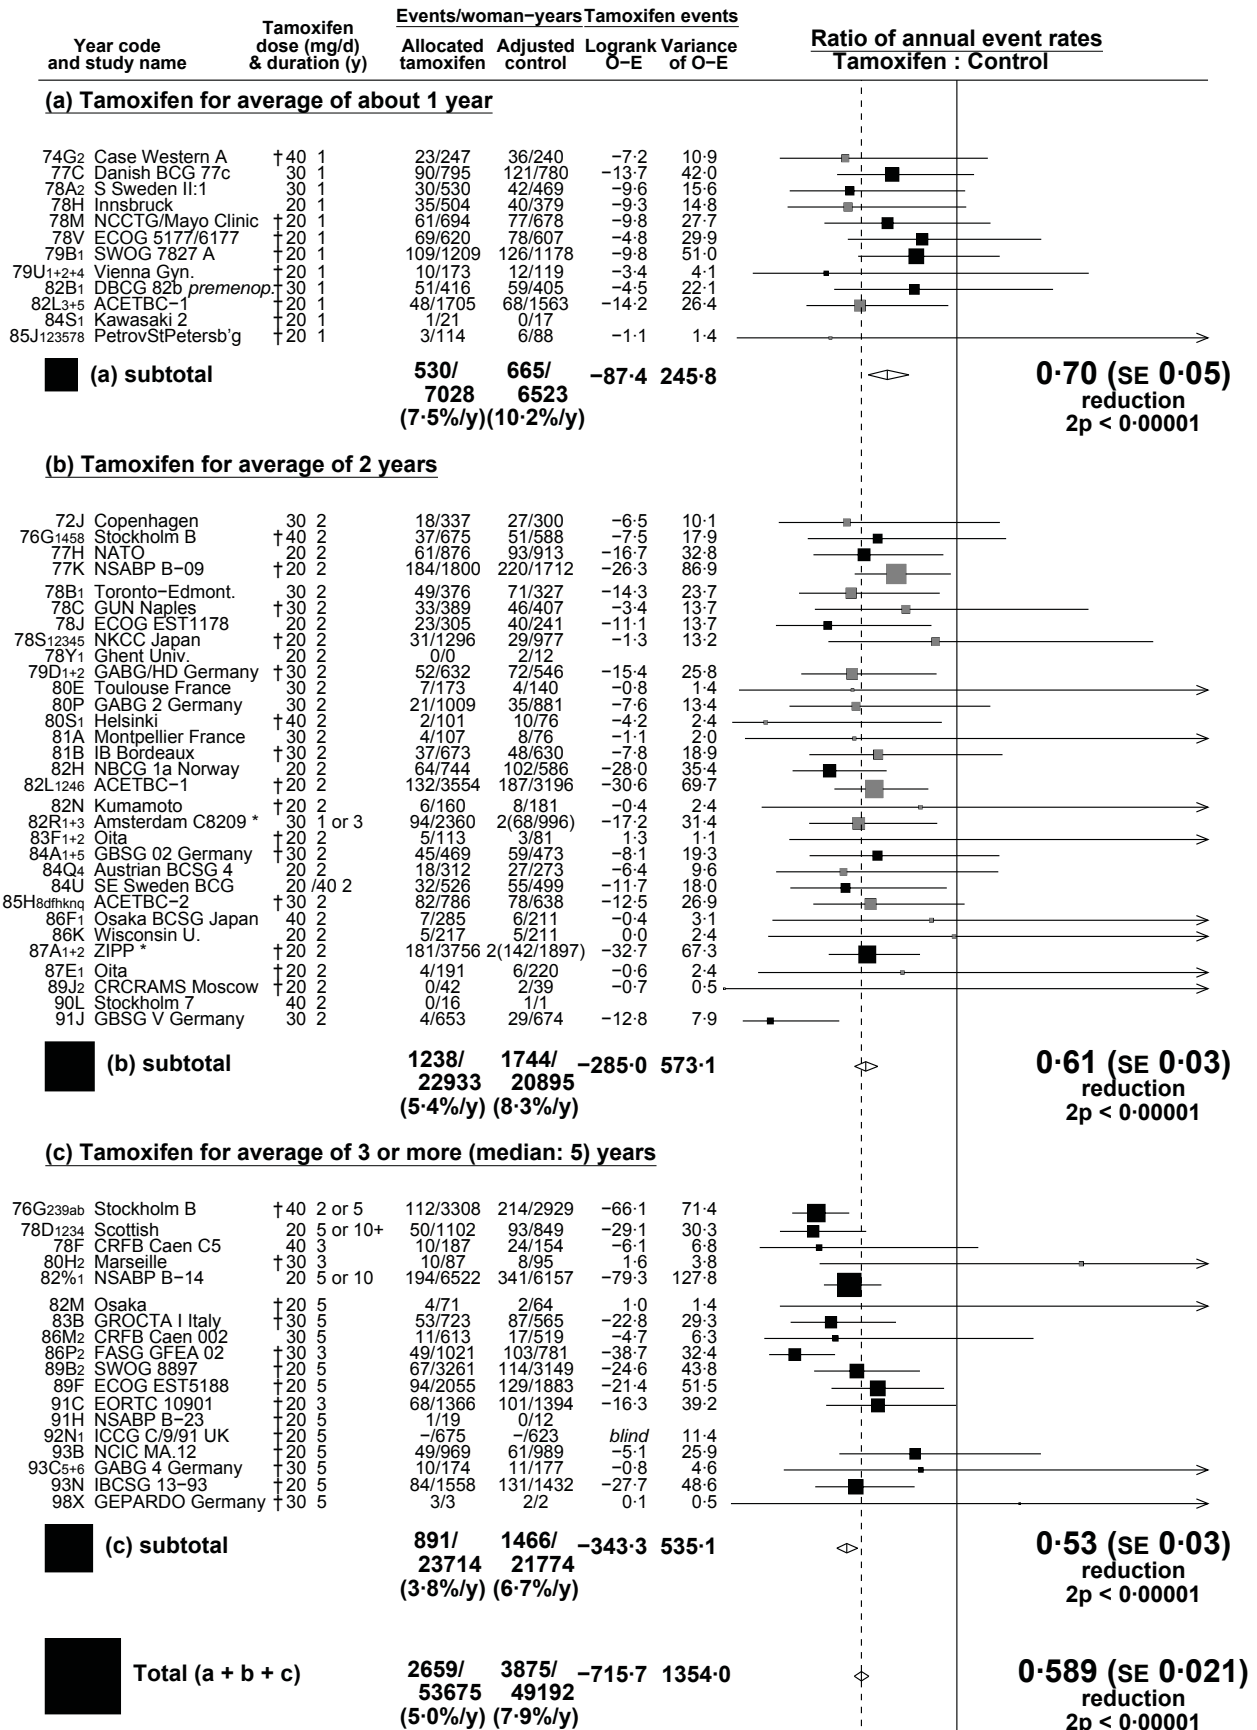 Events/woman−years Tamoxifen events
Year code and study name
Tamoxifen dose (mg/d) & duration (y)
Allocated tamoxifen
Adjusted control
Logrank O−E
Variance of O−E
Ratio of annual event rates
Tamoxifen : Control
(a) Tamoxifen for average of about 1 year
74G2 Case Western A †40 1 23/247 36/240 −7·2 10·9
77C Danish BCG 77c 30 1 90/795 121/780 −13·7 42·0
78A2 S Sweden II:1 30 1 30/530 42/469 −9·6 15·6
78H Innsbruck 20 1 35/504 40/379 −9·3 14·8
78M NCCTG/Mayo Clinic †20 1 61/694 77/678 −9·8 27·7
78V ECOG 5177/6177 †20 1 69/620 78/607 −4·8 29·9
79B1 SWOG 7827 A †20 1 109/1209 126/1178 −9·8 51·0
79U1+2+4 Vienna Gyn. †20 1 10/173 12/119 −3·4 4·1
82B1 DBCG 82b premenop. †30 1 51/416 59/405 −4·5 22·1
82L3+5 ACETBC−1 †20 1 48/1705 68/1563 −14·2 26·4
84S1 Kawasaki 2 †20 1 1/21 0/17
85J123578 PetrovStPetersb'g †20 1 3/114 6/88 −1·1 1·4
(a) subtotal 530/7028 (7·5%/y) 665/6523 (10·2%/y) −87·4 245·8 0·70 (SE 0·05)
reduction
2p < 0·00001
(b) Tamoxifen for average of 2 years
72J Copenhagen 30 2 18/337 27/300 −6·5 10·1
76G1458 Stockholm B †40 2 37/675 51/588 −7·5 17·9
77H NATO 20 2 61/876 93/913 −16·7 32·8
77K NSABP B−09 †20 2 184/1800 220/1712 −26·3 86·9
78B1 Toronto−Edmont. 30 2 49/376 71/327 −14·3 23·7
78C GUN Naples †30 2 33/389 46/407 −3·4 13·7
78J ECOG EST1178 20 2 23/305 40/241 −11·1 13·7
78S12345 NKCC Japan †20 2 31/1296 29/977 −1·3 13·2
78Y1 Ghent Univ. 20 2 0/0 2/12
79D1+2 GABG/HD Germany †30 2 52/632 72/546 −15·4 25·8
80E Toulouse France 30 2 7/173 4/140 −0·8 1·4
80P GABG 2 Germany 30 2 21/1009 35/881 −7·6 13·4
80S1 Helsinki †40 2 2/101 10/76 −4·2 2·4
81A Montpellier France 30 2 4/107 8/76 −1·1 2·0
81B IB Bordeaux †30 2 37/673 48/630 −7·8 18·9
82H NBCG 1a Norway 20 2 64/744 102/586 −28·0 35·4
82L1246 ACETBC−1 †20 2 132/3554 187/3196 −30·6 69·7
82N Kumamoto †20 2 6/160 8/181 −0·4 2·4
82R1+3 Amsterdam C8209 * 30 1 or 3 94/2360 2(68/996) −17·2 31·4
83F1+2 Oita †20 2 5/113 3/81 1·3 1·1
84A1+5 GBSG 02 Germany †30 2 45/469 59/473 −8·1 19·3
84Q4 Austrian BCSG 4 20 2 18/312 27/273 −6·4 9·6
84U SE Sweden BCG 20 /40 2 32/526 55/499 −11·7 18·0
85H8dfhknq ACETBC−2 †30 2 82/786 78/638 −12·5 26·9
86F1 Osaka BCSG Japan 40 2 7/285 6/211 −0·4 3·1
86K Wisconsin U. 20 2 5/217 5/211 0·0 2·4
87A1+2 ZIPP * †20 2 181/3756 2(142/1897) −32·7 67·3
87E1 Oita †20 2 4/191 6/220 −0·6 2·4
89J2 CRCRAMS Moscow †20 2 0/42 2/39 −0·7 0·5
90L Stockholm 7 40 2 0/16 1/1
91J GBSG V Germany 30 2 4/653 29/674 −12·8 7·9
(b) subtotal 1238/22933 (5·4%/y) 1744/20895 (8·3%/y) −285·0 573·1 0·61 (SE 0·03)
reduction
2p < 0·00001
(c) Tamoxifen for average of 3 or more (median: 5) years
76G239ab Stockholm B †40 2 or 5 112/3308 214/2929 −66·1 71·4
78D1234 Scottish 20 5 or 10+ 50/1102 93/849 −29·1 30·3
78F CRFB Caen C5 40 3 10/187 24/154 −6·1 6·8
80H2 Marseille †30 3 10/87 8/95 1·6 3·8
82%1 NSABP B−14 20 5 or 10 194/6522 341/6157 −79·3 127·8
82M Osaka †20 5 4/71 2/64 1·0 1·4
83B GROCTA I Italy †30 5 53/723 87/565 −22·8 29·3
86M2 CRFB Caen 002 30 5 11/613 17/519 −4·7 6·3
86P2 FASG GFEA 02 †30 3 49/1021 103/781 −38·7 32·4
89B2 SWOG 8897 †20 5 67/3261 114/3149 −24·6 43·8
89F ECOG EST5188 †20 5 94/2055 129/1883 −21·4 51·5
91C EORTC 10901 †20 3 68/1366 101/1394 −16·3 39·2
91H NSABP B−23 †20 5 1/19 0/12
92N1 ICCG C/9/91 UK †20 5 −/675 −/623 blind 11·4
93B NCIC MA.12 †20 5 49/969 61/989 −5·1 25·9
93C5+6 GABG 4 Germany †30 5 10/174 11/177 −0·8 4·6
93N IBCSG 13−93 †20 5 84/1558 131/1432 −27·7 48·6
98X GEPARDO Germany †30 5 3/3 2/2 0·1 0·5
(c) subtotal 891/23714 (3·8%/y) 1466/21774 (6·7%/y) −343·3 535·1 0·53 (SE 0·03)
reduction
2p < 0·00001
Total (a + b + c) 2659/53675 (5·0%/y) 3875/49192 (7·9%/y) −715·7 1354·0 0·589 (SE 0·021)
reduction
2p < 0·00001